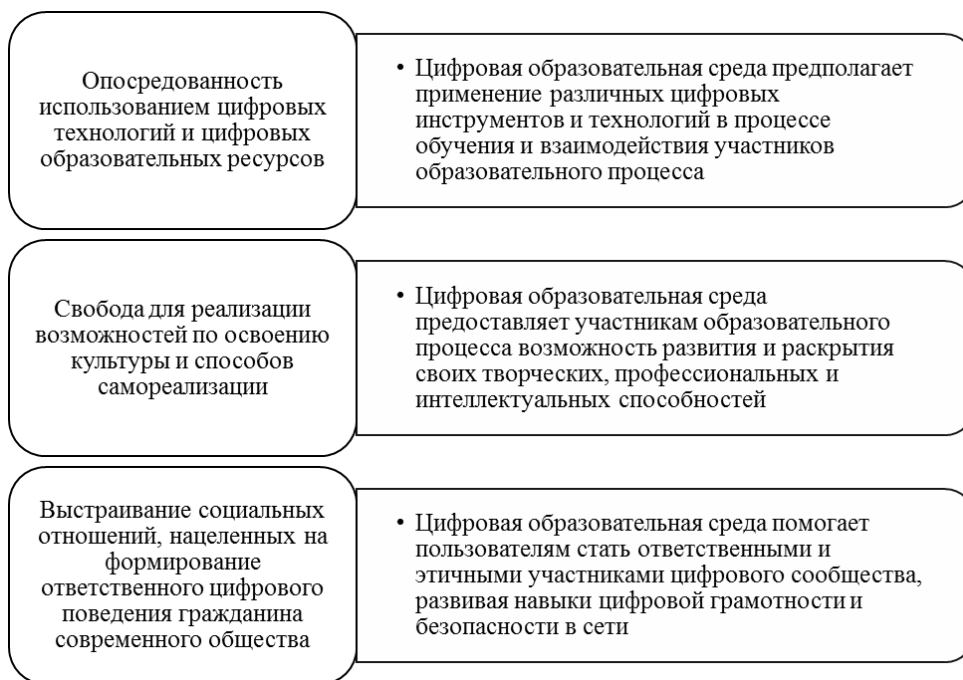 Опосредованность
использованием цифровых
технологий и цифровых
образовательных ресурсов
• Цифровая образовательная среда предполагает
применение различных цифровых
инструментов и технологий в процессе
обучения и взаимодействия участников
образовательного процесса
Свобода для реализации
возможностей по освоению
культуры и способов
самореализации
• Цифровая образовательная среда
предоставляет участникам образовательного
процесса возможность развития и раскрытия
своих творческих, профессиональных и
интеллектуальных способностей
Выстраивание социальных
отношений, нацеленных на
формирование
ответственного цифрового
поведения гражданина
современного общества
• Цифровая образовательная среда помогает
пользователям стать ответственными и
этичными участниками цифрового сообщества,
развивая навыки цифровой грамотности и
безопасности в сети